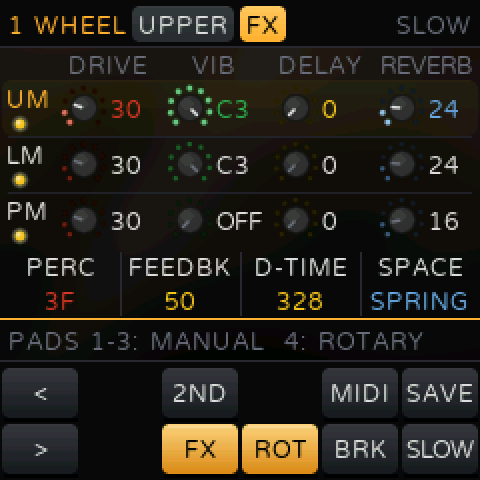 1 WHEEL UPPER FX SLOW
DRIVE VIB DELAY REVERB
UM 30 C3 0 24
LM 30 C3 0 24
PM 30 OFF 0 16
PERC FEEDBK D-TIME SPACE
3F 50 328 SPRING
PADS 1-3: MANUAL 4: ROTARY
< 2ND MIDI SAVE
> FX ROT BRK SLOW